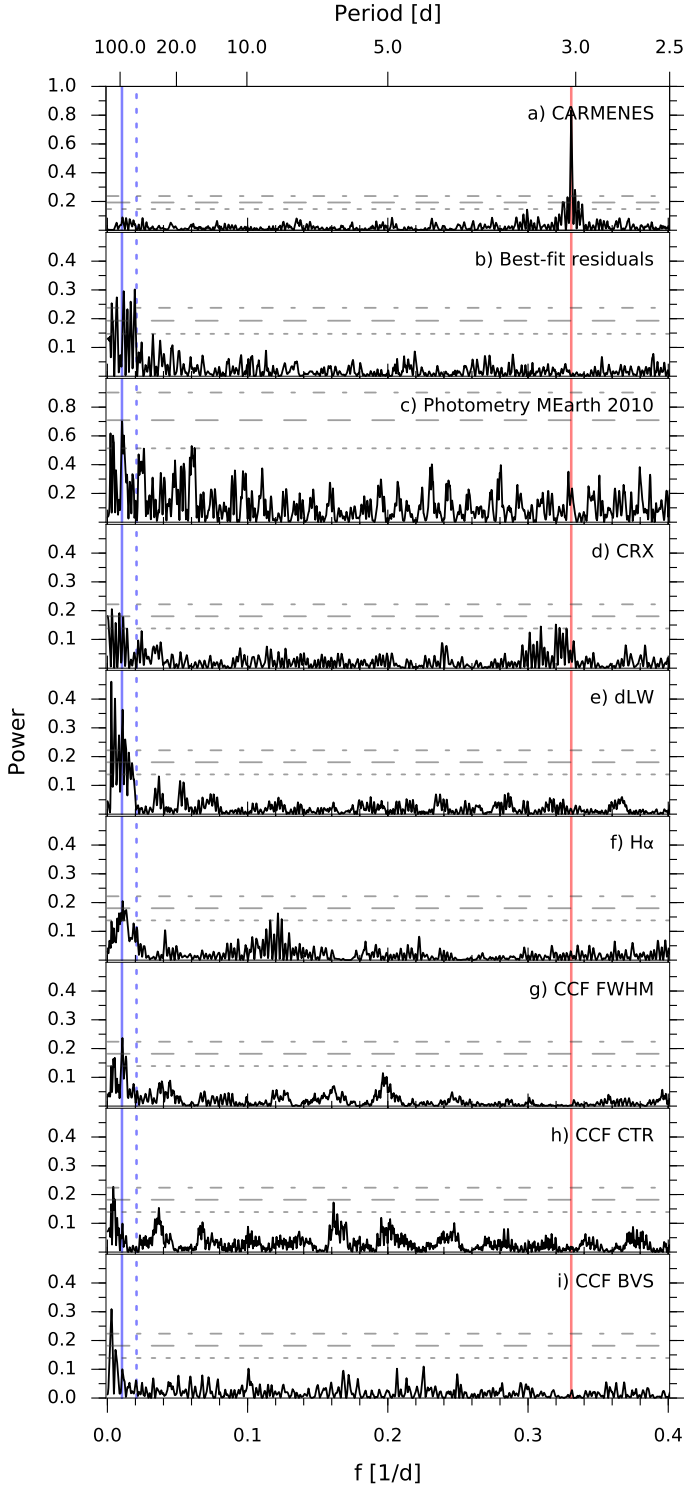 Period [d]
100.0 20.0 10.0 5.0 3.0 2.5
1.0
a) CARMENES
0.8
0.6
0.4
0.2
b) Best-fit residuals
0.4
0.3
0.2
0.1
c) Photometry MEarth 2010
0.8
0.6
0.4
0.2
d) CRX
0.4
0.3
0.2
0.1
e) dLW
0.4
0.3
0.2
0.1
f) Hα
0.4
0.3
0.2
0.1
g) CCF FWHM
0.4
0.3
0.2
0.1
h) CCF CTR
0.4
0.3
0.2
0.1
i) CCF BVS
0.4
0.3
0.2
0.1
0.0
Power
0.0 0.1 0.2 0.3 0.4
f [1/d]